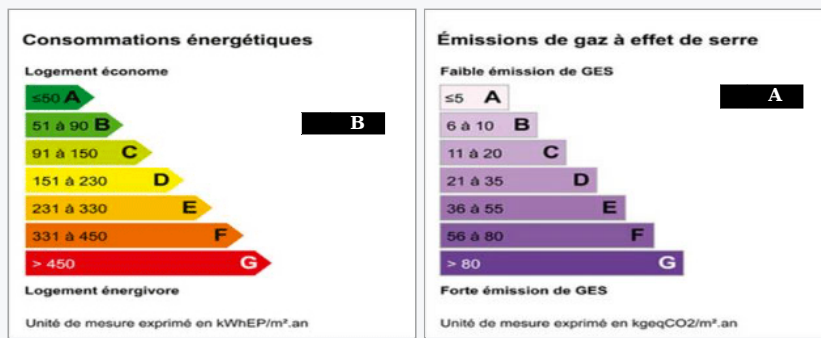 Consommations énergétiques
Logement économe
≤50 A
51 à 90 B
B
91 à 150 C
151 à 230 D
231 à 330 E
331 à 450 F
> 450 G
Logement énergivore
Unité de mesure exprimé en kWhEP/m².an
Émissions de gaz à effet de serre
Faible émission de GES
≤5 A
A
6 à 10 B
11 à 20 C
21 à 35 D
36 à 55 E
56 à 80 F
> 80 G
Forte émission de GES
Unité de mesure exprimé en kgeqCO2/m².an